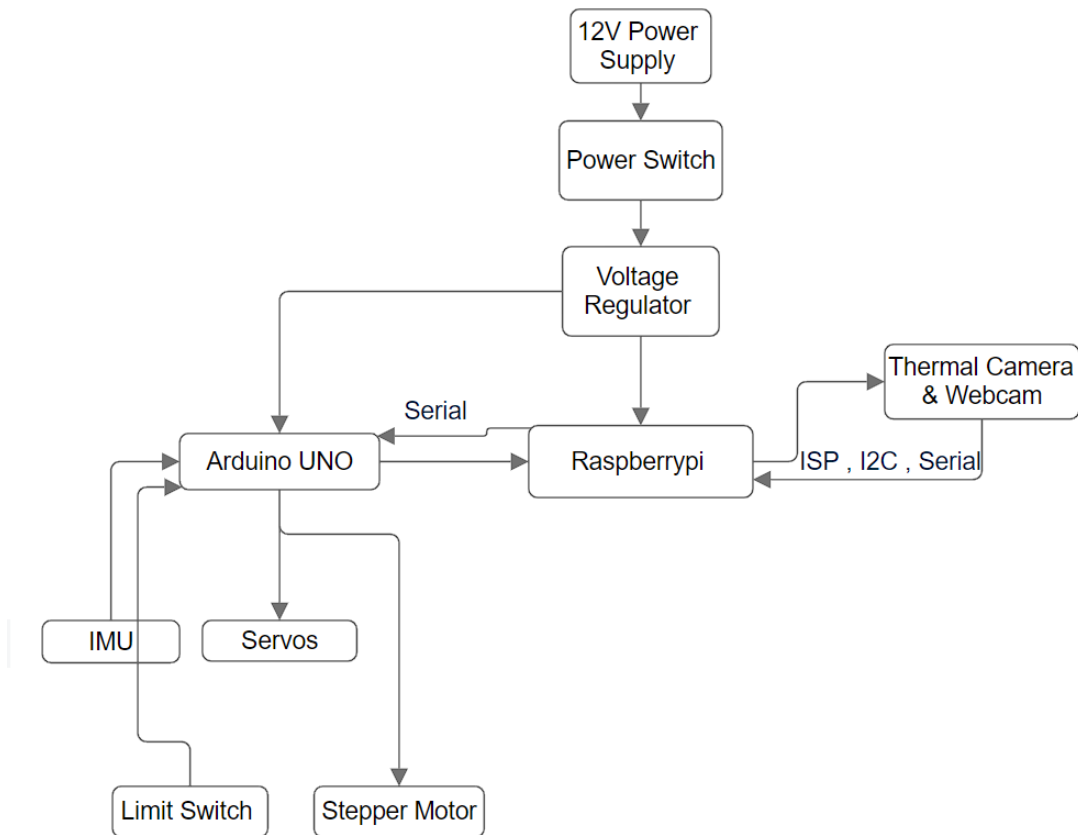 12V Power
Supply
Power Switch
Voltage
Regulator
Thermal Camera
& Webcam
Serial
Arduino UNO
Raspberrypi
ISP , I2C , Serial
IMU
Servos
Limit Switch
Stepper Motor